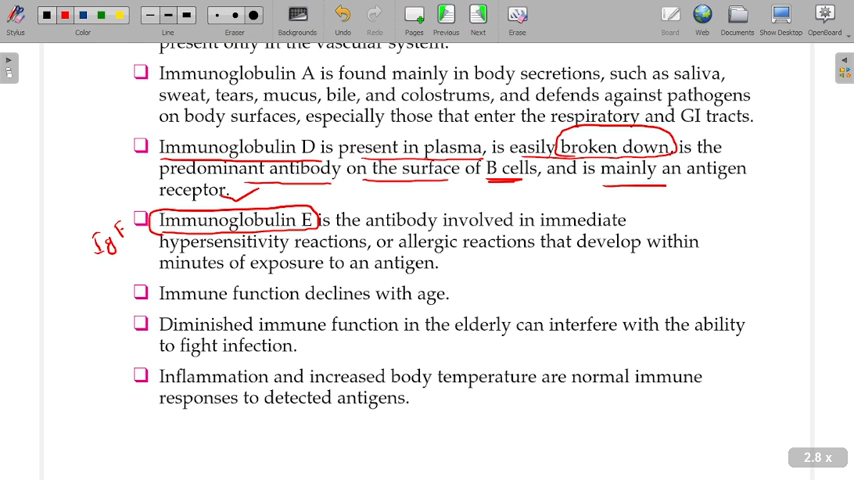 Stylus
Color
Line
Eraser
Backgrounds
Undo
Redo
Pages
Previous
Next
Erase
Board
Web
Documents
Show Desktop
OpenBoard
present only in the vascular system.
Immunoglobulin A is found mainly in body secretions, such as saliva,
sweat, tears, mucus, bile, and colostrums, and defends against pathogens
on body surfaces, especially those that enter the respiratory and GI tracts.
Immunoglobulin D is present in plasma, is easily broken down, is the
predominant antibody on the surface of B cells, and is mainly an antigen
receptor.
Immunoglobulin E is the antibody involved in immediate
IgE
hypersensitivity reactions, or allergic reactions that develop within
minutes of exposure to an antigen.
Immune function declines with age.
Diminished immune function in the elderly can interfere with the ability
to fight infection.
Inflammation and increased body temperature are normal immune
responses to detected antigens.
2.8 x